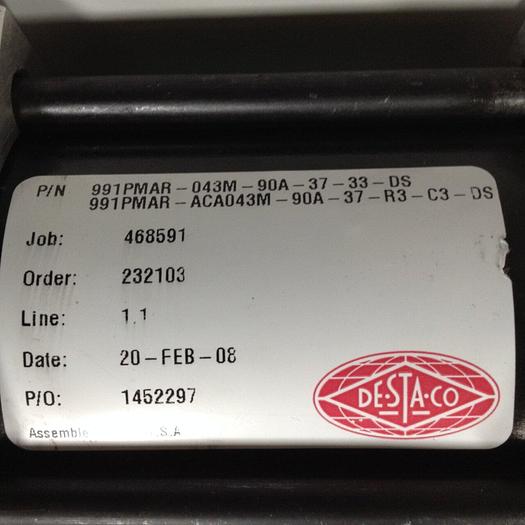 P/N 991PMAR-043M-90A-37-33-DS
991PMAR-ACA043M-90A-37-R3-C3-DS
Job: 468591
Order: 232103
Line: 1.1
Date: 20-FEB-08
P/O: 1452297
DE-STA-CO